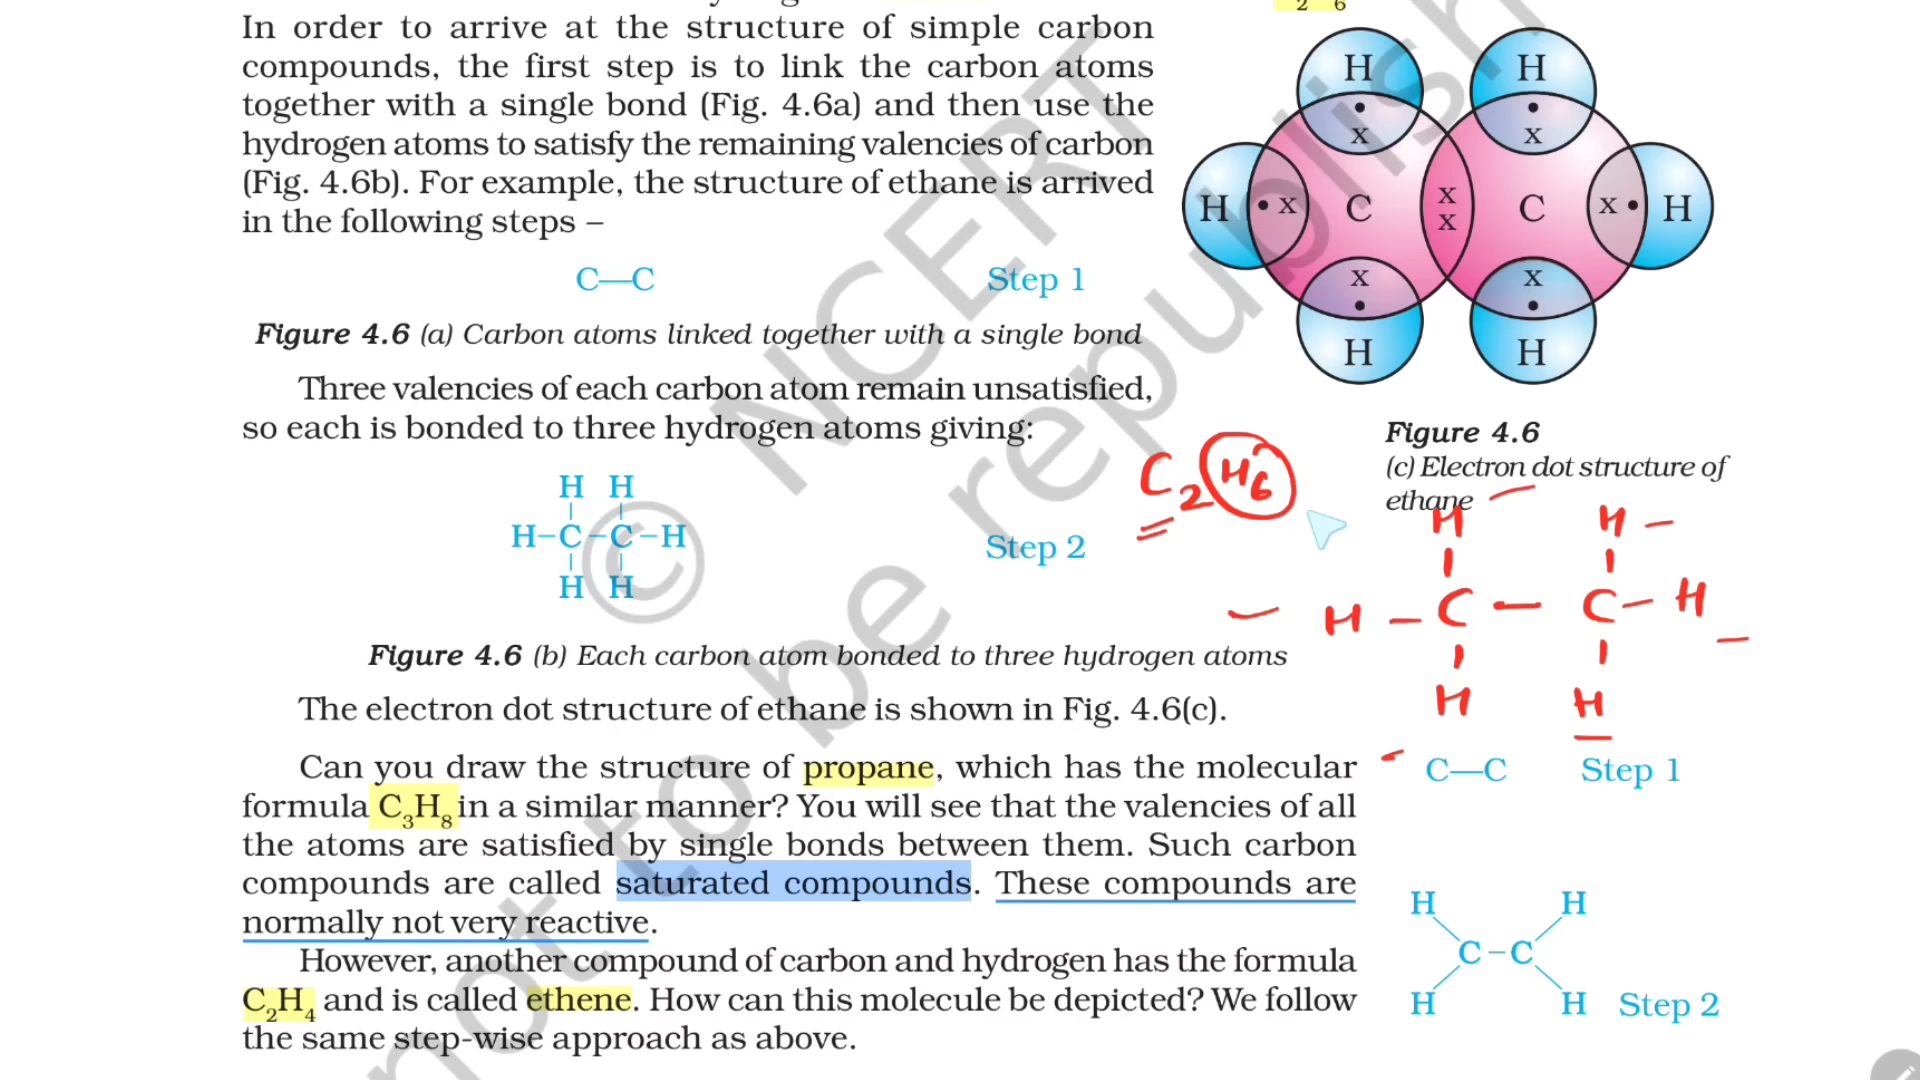 In order to arrive at the structure of simple carbon
compounds, the first step is to link the carbon atoms
together with a single bond (Fig. 4.6a) and then use the
hydrogen atoms to satisfy the remaining valencies of carbon
(Fig. 4.6b). For example, the structure of ethane is arrived
in the following steps –
C—C Step 1
Figure 4.6 (a) Carbon atoms linked together with a single bond
Three valencies of each carbon atom remain unsatisfied,
so each is bonded to three hydrogen atoms giving:
H H
H–C–C–H
H H
Step 2
Figure 4.6 (b) Each carbon atom bonded to three hydrogen atoms
The electron dot structure of ethane is shown in Fig. 4.6(c).
Can you draw the structure of propane, which has the molecular
formula C₃H₈ in a similar manner? You will see that the valencies of all
the atoms are satisfied by single bonds between them. Such carbon
compounds are called saturated compounds. These compounds are
normally not very reactive.
However, another compound of carbon and hydrogen has the formula
C₂H₄ and is called ethene. How can this molecule be depicted? We follow
the same step-wise approach as above.
2 6
H H
• •
x x
H • x C x C x • H
x
x x
• •
H H
Figure 4.6
(c) Electron dot structure of
ethane
C₂H₆
H H
H – C – C – H
H H
C—C Step 1
H H
C–C
H H Step 2
© NCERT
not to be republish